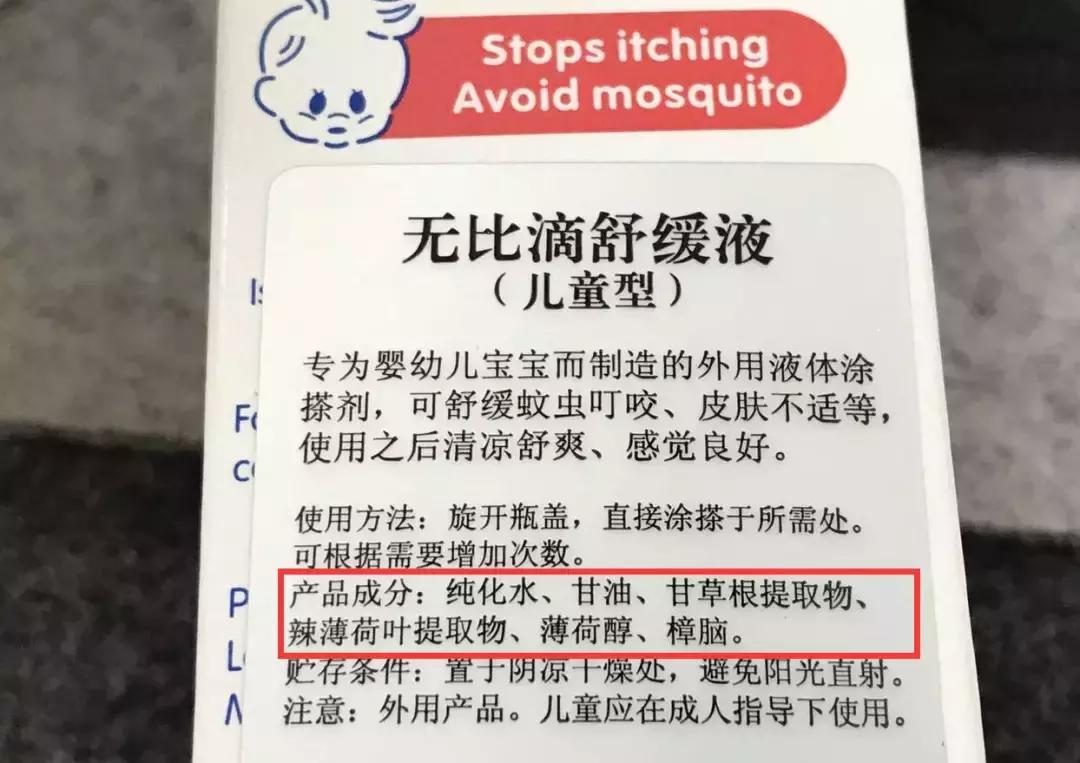 Stops itching
Avoid mosquito
无比滴舒缓液
（儿童型）
专为婴幼儿宝宝而制造的外用液体涂
搽剂，可舒缓蚊虫叮咬、皮肤不适等，
使用之后清凉舒爽、感觉良好。
使用方法：旋开瓶盖，直接涂搽于所需处。
可根据需要增加次数。
产品成分：纯化水、甘油、甘草根提取物、
辣薄荷叶提取物、薄荷醇、樟脑。
贮存条件：置于阴凉干燥处，避免阳光直射。
注意：外用产品。儿童应在成人指导下使用。